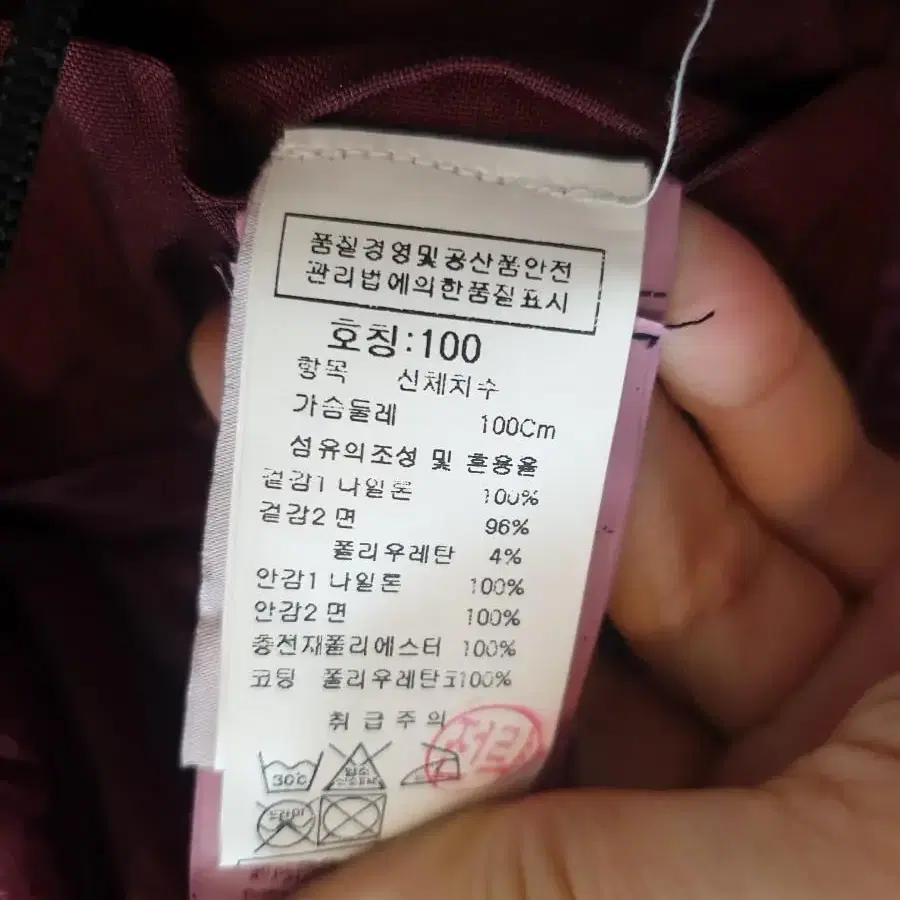 품질경영및공산품안전
관리법에의한품질표시
호칭:100
항목 신체치수
가슴둘레 100Cm
섬유의조성 및 혼용율
겉감1 나일론 100%
겉감2 면 96%
폴리우레탄 4%
안감1 나일론 100%
안감2 면 100%
충전재폴리에스터 100%
코팅 폴리우레탄코100%
취급주의
30℃
드라이